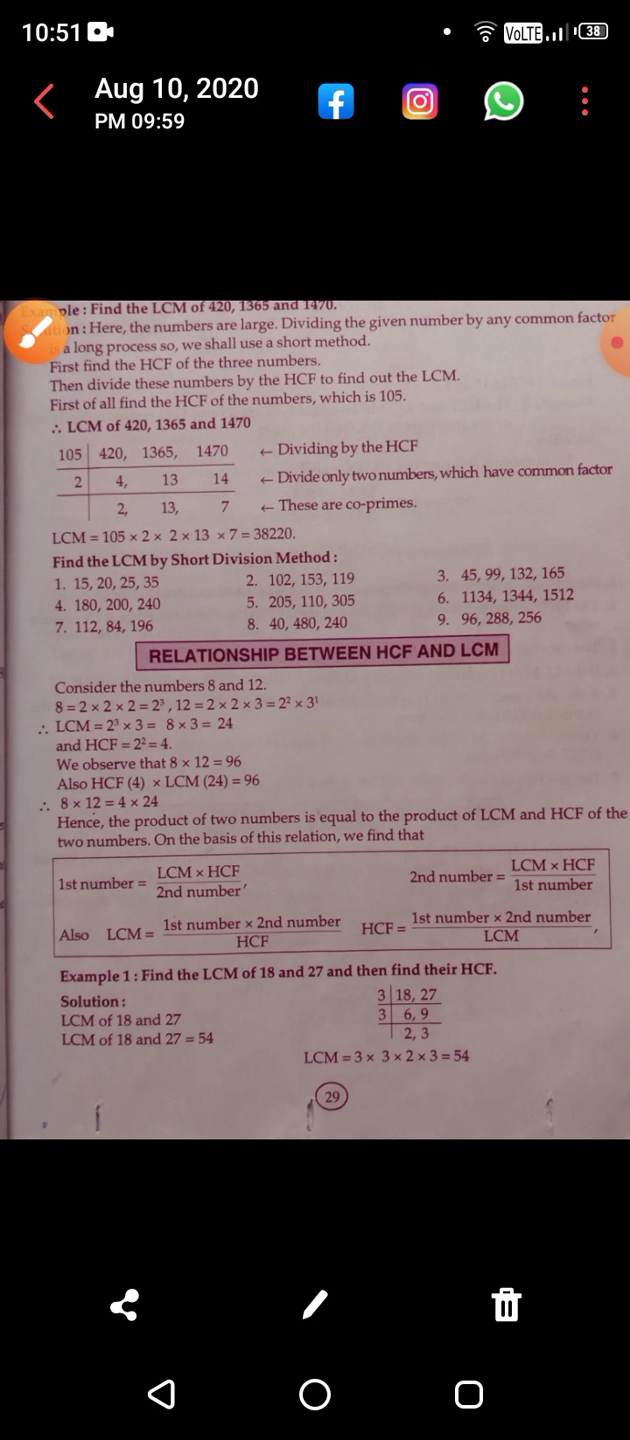 10:51
VoLTE
38
Aug 10, 2020
PM 09:59
Example : Find the LCM of 420, 1365 and 1470.
on : Here, the numbers are large. Dividing the given number by any common factor
is a long process so, we shall use a short method.
First find the HCF of the three numbers.
Then divide these numbers by the HCF to find out the LCM.
First of all find the HCF of the numbers, which is 105.
∴ LCM of 420, 1365 and 1470
105 | 420, 1365, 1470 ← Dividing by the HCF
2 | 4, 13 14 ← Divide only two numbers, which have common factor
| 2, 13, 7 ← These are co-primes.
LCM = 105 × 2 × 2 × 13 × 7 = 38220.
Find the LCM by Short Division Method :
1. 15, 20, 25, 35 2. 102, 153, 119 3. 45, 99, 132, 165
4. 180, 200, 240 5. 205, 110, 305 6. 1134, 1344, 1512
7. 112, 84, 196 8. 40, 480, 240 9. 96, 288, 256
RELATIONSHIP BETWEEN HCF AND LCM
Consider the numbers 8 and 12.
8 = 2 × 2 × 2 = 2³ , 12 = 2 × 2 × 3 = 2² × 3¹
∴ LCM = 2³ × 3 = 8 × 3 = 24
and HCF = 2² = 4.
We observe that 8 × 12 = 96
Also HCF (4) × LCM (24) = 96
∴ 8 × 12 = 4 × 24
Hence, the product of two numbers is equal to the product of LCM and HCF of the
two numbers. On the basis of this relation, we find that
1st number = LCM × HCF / 2nd number, 2nd number = LCM × HCF / 1st number
Also LCM = 1st number × 2nd number / HCF HCF = 1st number × 2nd number / LCM,
Example 1 : Find the LCM of 18 and 27 and then find their HCF.
Solution : 3 | 18, 27
LCM of 18 and 27 3 | 6, 9
LCM of 18 and 27 = 54 | 2, 3
LCM = 3 × 3 × 2 × 3 = 54
29